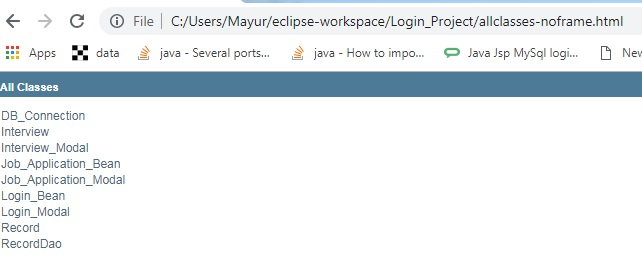 File C:/Users/Mayur/eclipse-workspace/Login_Project/allclasses-noframe.html
Apps data java - Several ports... java - How to impo... Java Jsp MySql logi... New
All Classes
DB_Connection
Interview
Interview_Modal
Job_Application_Bean
Job_Application_Modal
Login_Bean
Login_Modal
Record
RecordDao